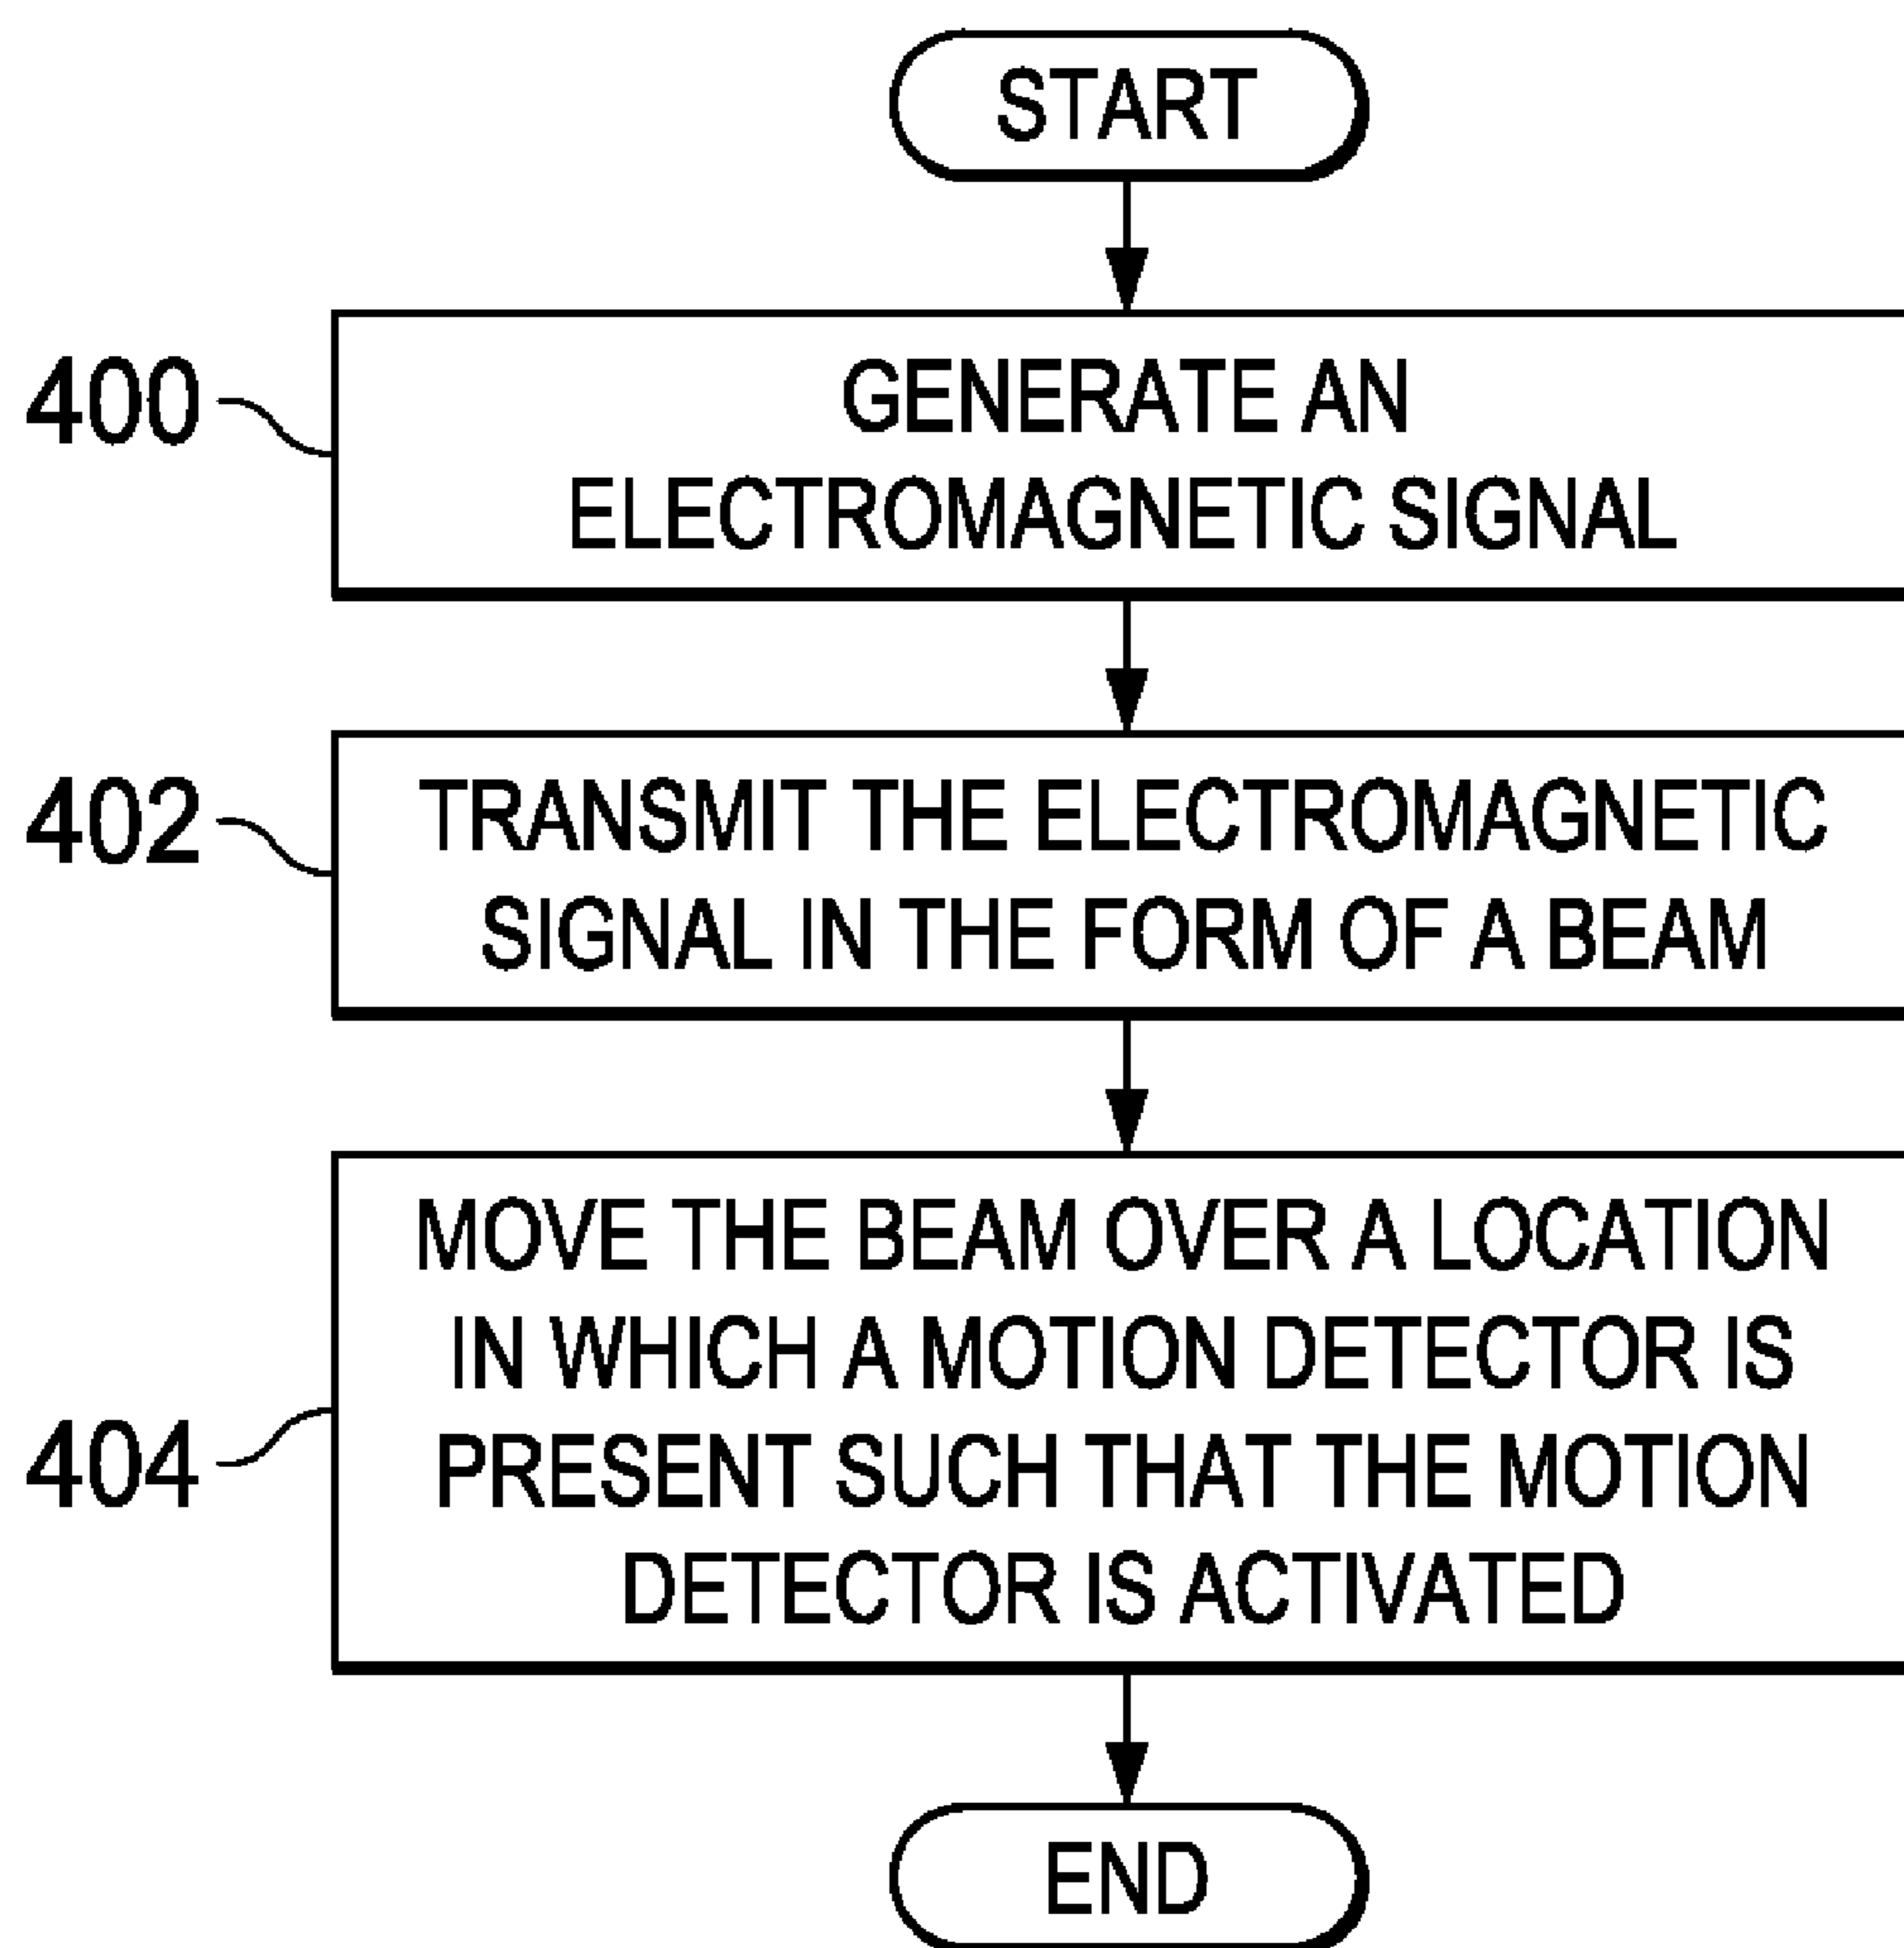 START
400
GENERATE AN
ELECTROMAGNETIC SIGNAL
402
TRANSMIT THE ELECTROMAGNETIC
SIGNAL IN THE FORM OF A BEAM
404
MOVE THE BEAM OVER A LOCATION
IN WHICH A MOTION DETECTOR IS
PRESENT SUCH THAT THE MOTION
DETECTOR IS ACTIVATED
END